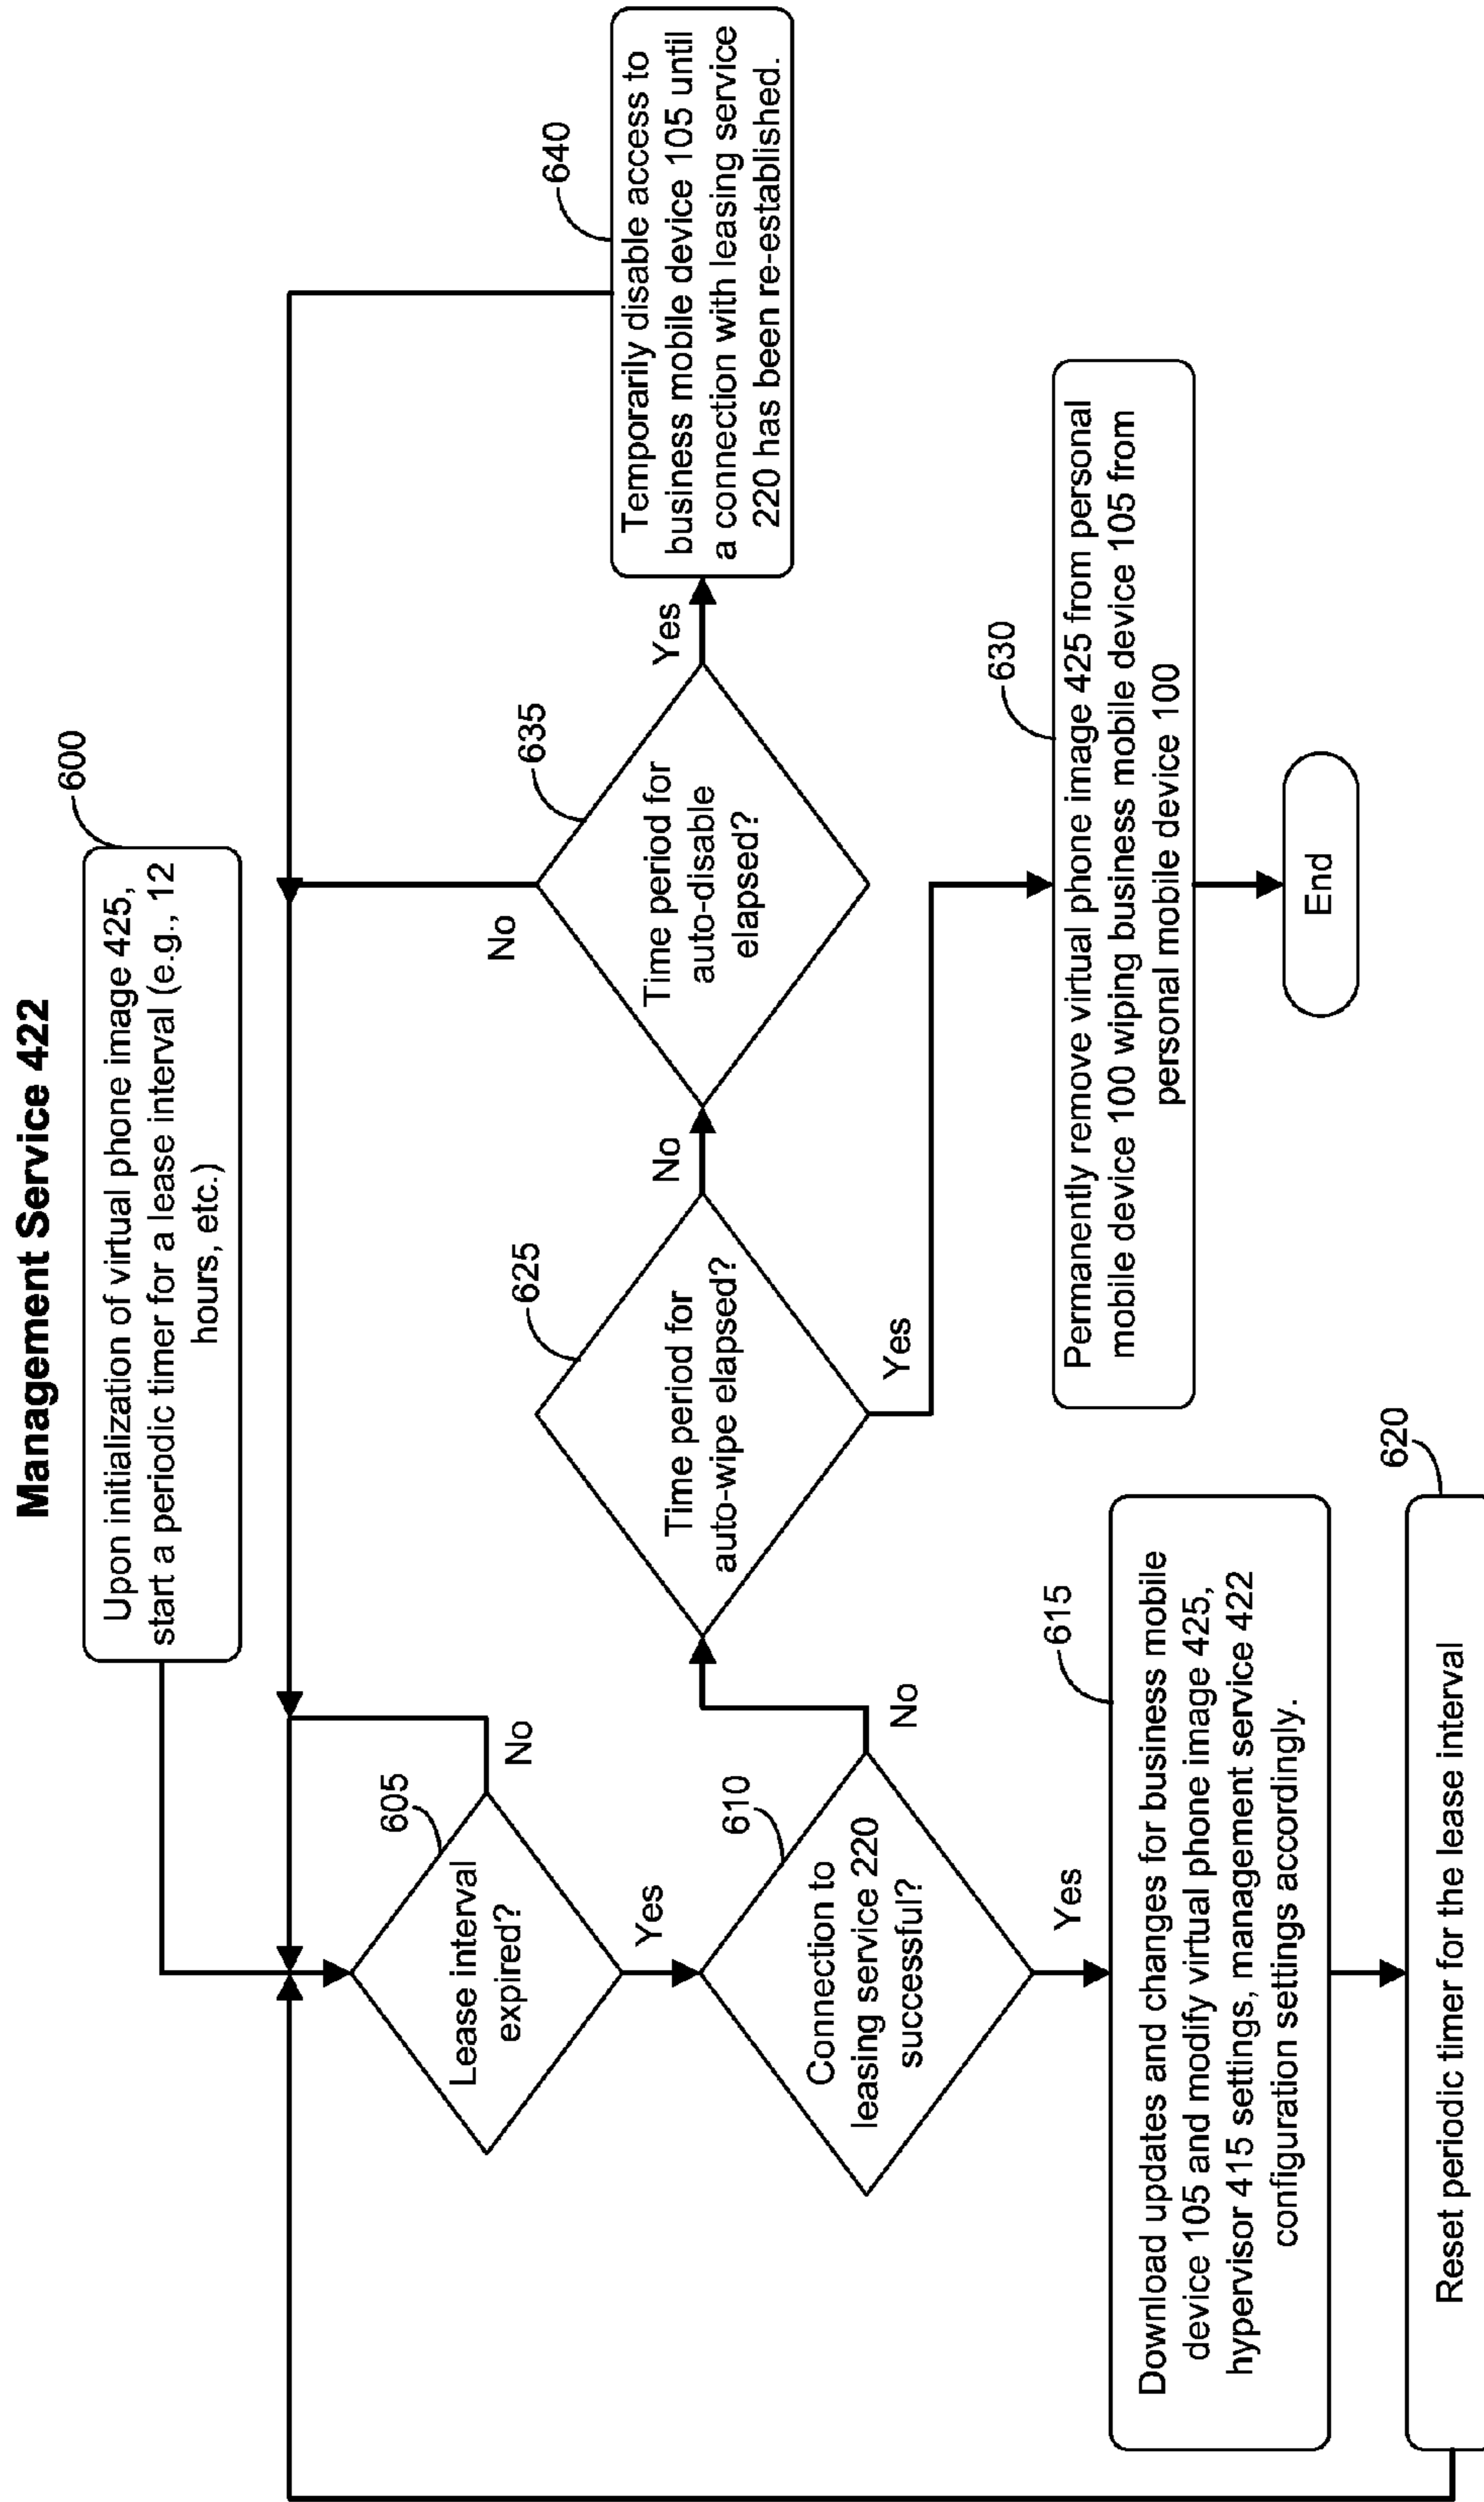 Management Service 422
600
Upon initialization of virtual phone image 425,
start a periodic timer for a lease interval (e.g., 12
hours, etc.)
605
Lease interval
expired?
No
Yes
610
Connection to
leasing service 220
successful?
No
Yes
615
Download updates and changes for business mobile
device 105 and modify virtual phone image 425,
hypervisor 415 settings, management service 422
configuration settings accordingly.
620
Reset periodic timer for the lease interval
625
Time period for
auto-wipe elapsed?
No
Yes
630
Permanently remove virtual phone image 425 from personal
mobile device 100 wiping business mobile device 105 from
personal mobile device 100
End
635
Time period for
auto-disable
elapsed?
No
Yes
640
Temporarily disable access to
business mobile device 105 until
a connection with leasing service
220 has been re-established.